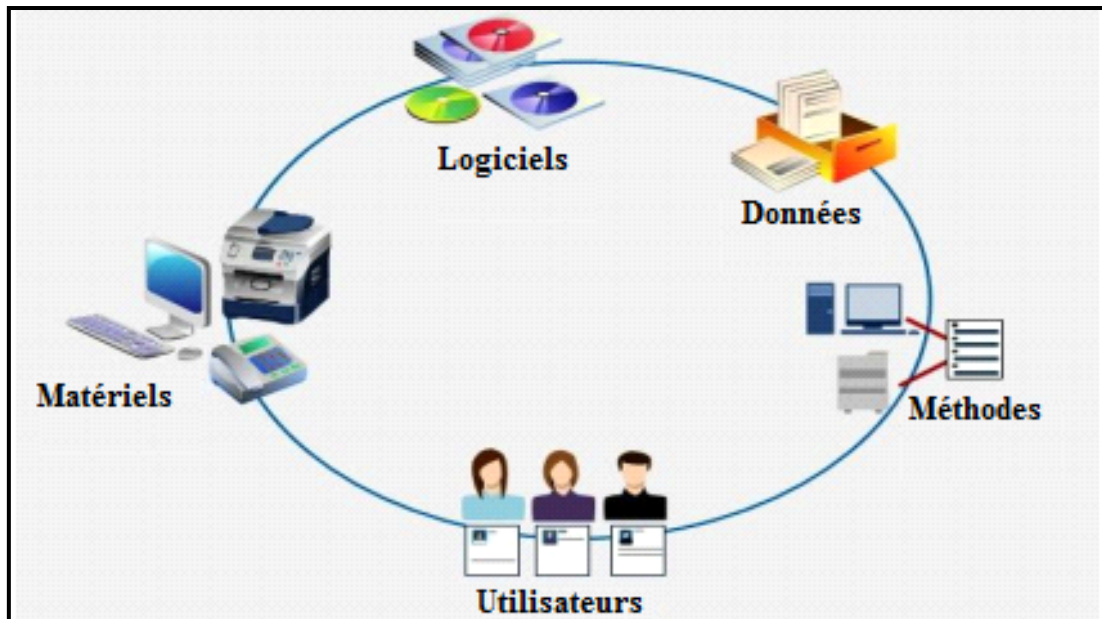 Logiciels
Données
Matériels
Méthodes
Utilisateurs